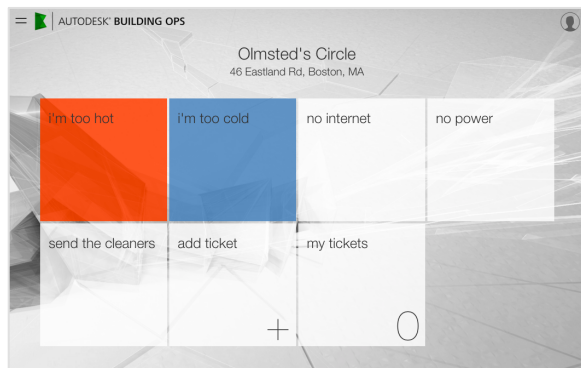 AUTODESK® BUILDING OPS
Olmsted's Circle
46 Eastland Rd, Boston, MA
i'm too hot
i'm too cold
no internet
no power
send the cleaners
add ticket
my tickets
+
0